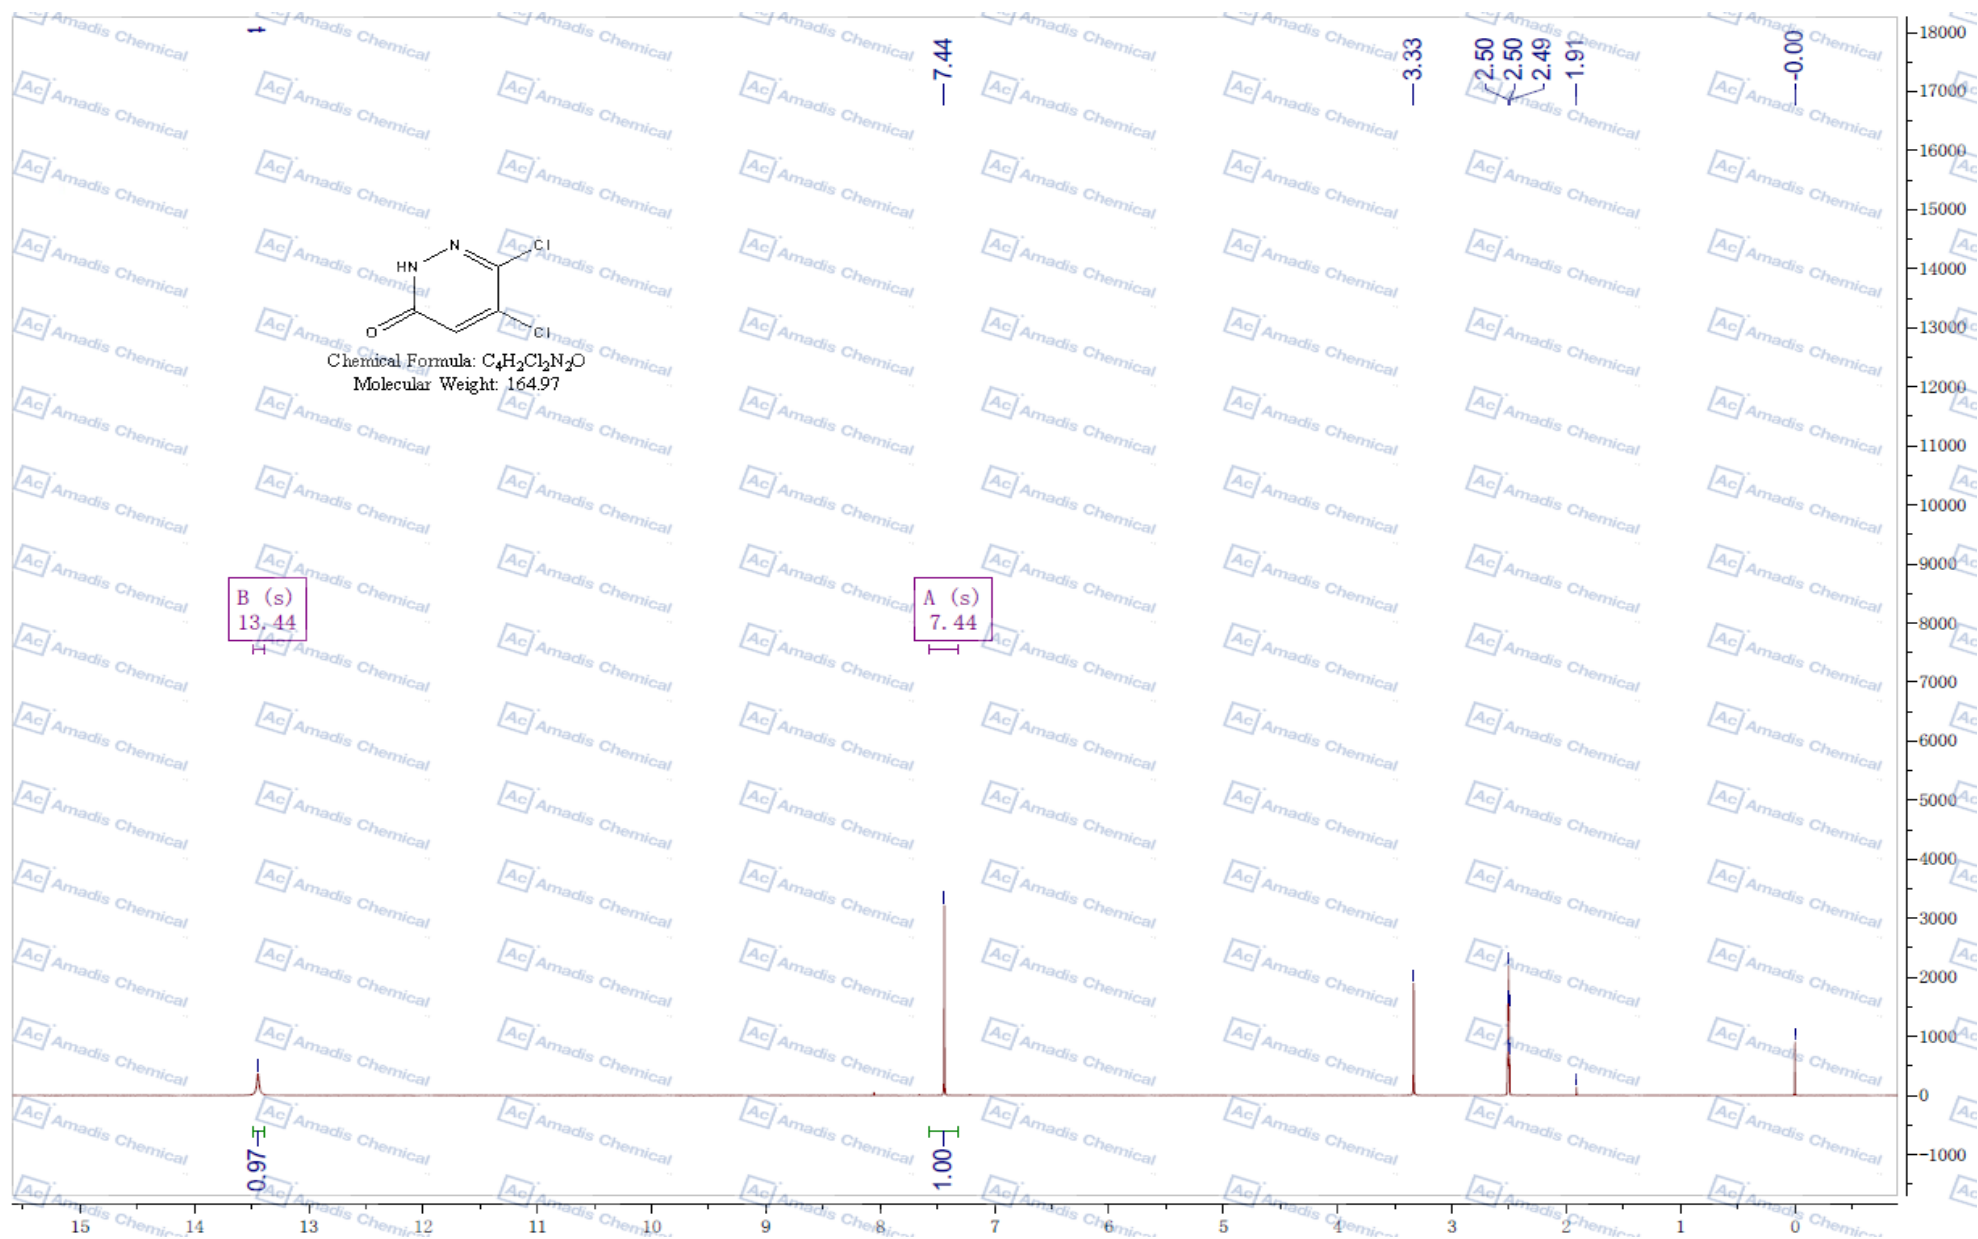 7.44
3.33
2.50
2.50
2.49
1.91
-0.00
N
Cl
HN
O
Cl
Chemical Formula: C₄H₂Cl₂N₂O
Molecular Weight: 164.97
B (s)
13.44
A (s)
7.44
0.97
1.00
18000
17000
16000
15000
14000
13000
12000
11000
10000
9000
8000
7000
6000
5000
4000
3000
2000
1000
0
-1000
15 14 13 12 11 10 9 8 7 6 5 4 3 2 1 0
Ac Amadis Chemical